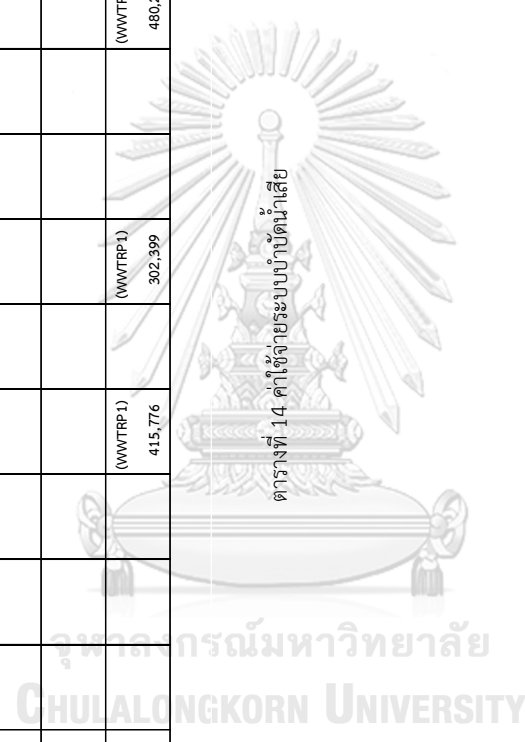 (WWTRP1)
415,776
(WWTRP1)
302,399
ตารางที่ 14 ค่าใช้จ่ายระบบบำบัดน้ำเสีย
จุฬาลงกรณ์มหาวิทยาลัย
CHULALONGKORN UNIVERSITY